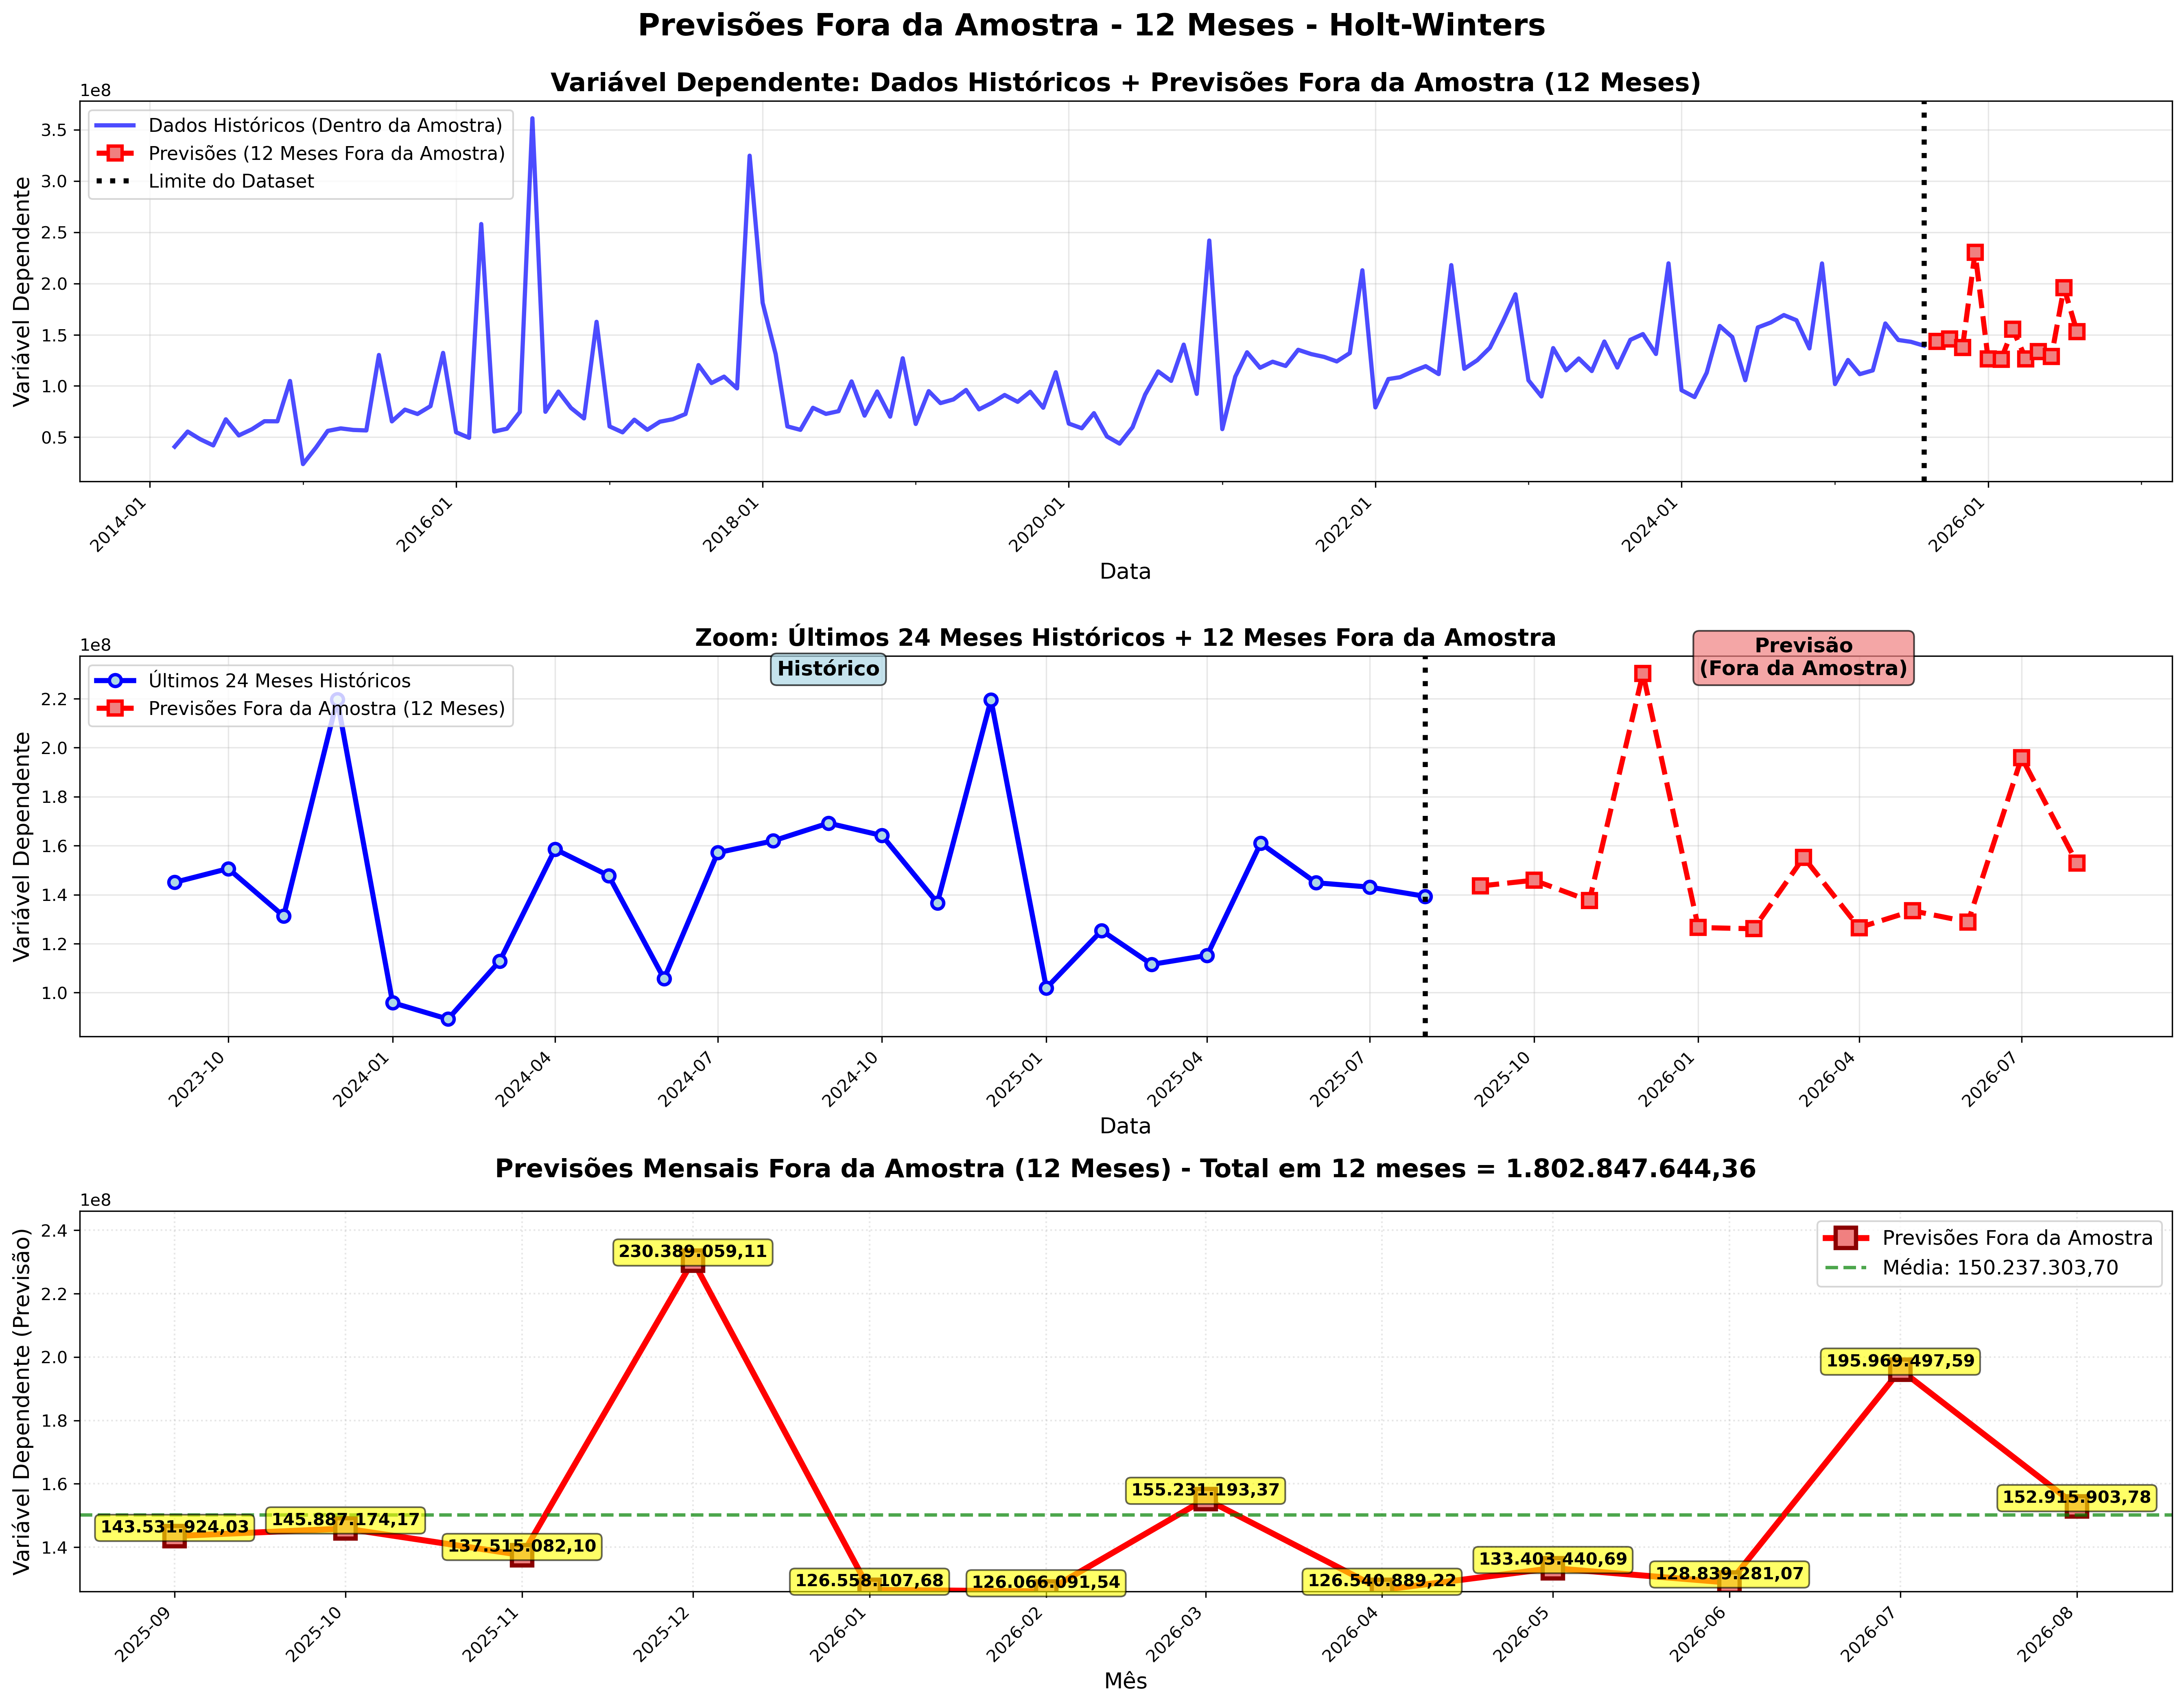 Previsões Fora da Amostra - 12 Meses - Holt-Winters
Variável Dependente: Dados Históricos + Previsões Fora da Amostra (12 Meses)
1e8
Dados Históricos (Dentro da Amostra)
Previsões (12 Meses Fora da Amostra)
Limite do Dataset
Variável Dependente
3.5
3.0
2.5
2.0
1.5
1.0
0.5
2014-01
2016-01
2018-01
2020-01
2022-01
2024-01
2026-01
Data
Zoom: Últimos 24 Meses Históricos + 12 Meses Fora da Amostra
1e8
Histórico
Previsão
(Fora da Amostra)
Últimos 24 Meses Históricos
Previsões Fora da Amostra (12 Meses)
Variável Dependente
2.2
2.0
1.8
1.6
1.4
1.2
1.0
2023-10
2024-01
2024-04
2024-07
2024-10
2025-01
2025-04
2025-07
2025-10
2026-01
2026-04
2026-07
Data
Previsões Mensais Fora da Amostra (12 Meses) - Total em 12 meses = 1.802.847.644,36
1e8
Previsões Fora da Amostra
Média: 150.237.303,70
Variável Dependente (Previsão)
2.4
2.2
2.0
1.8
1.6
1.4
143.531.924,03
145.887.174,17
137.515.082,10
230.389.059,11
126.558.107,68
126.066.091,54
155.231.193,37
126.540.889,22
133.403.440,69
128.839.281,07
195.969.497,59
152.915.903,78
2025-09
2025-10
2025-11
2025-12
2026-01
2026-02
2026-03
2026-04
2026-05
2026-06
2026-07
2026-08
Mês